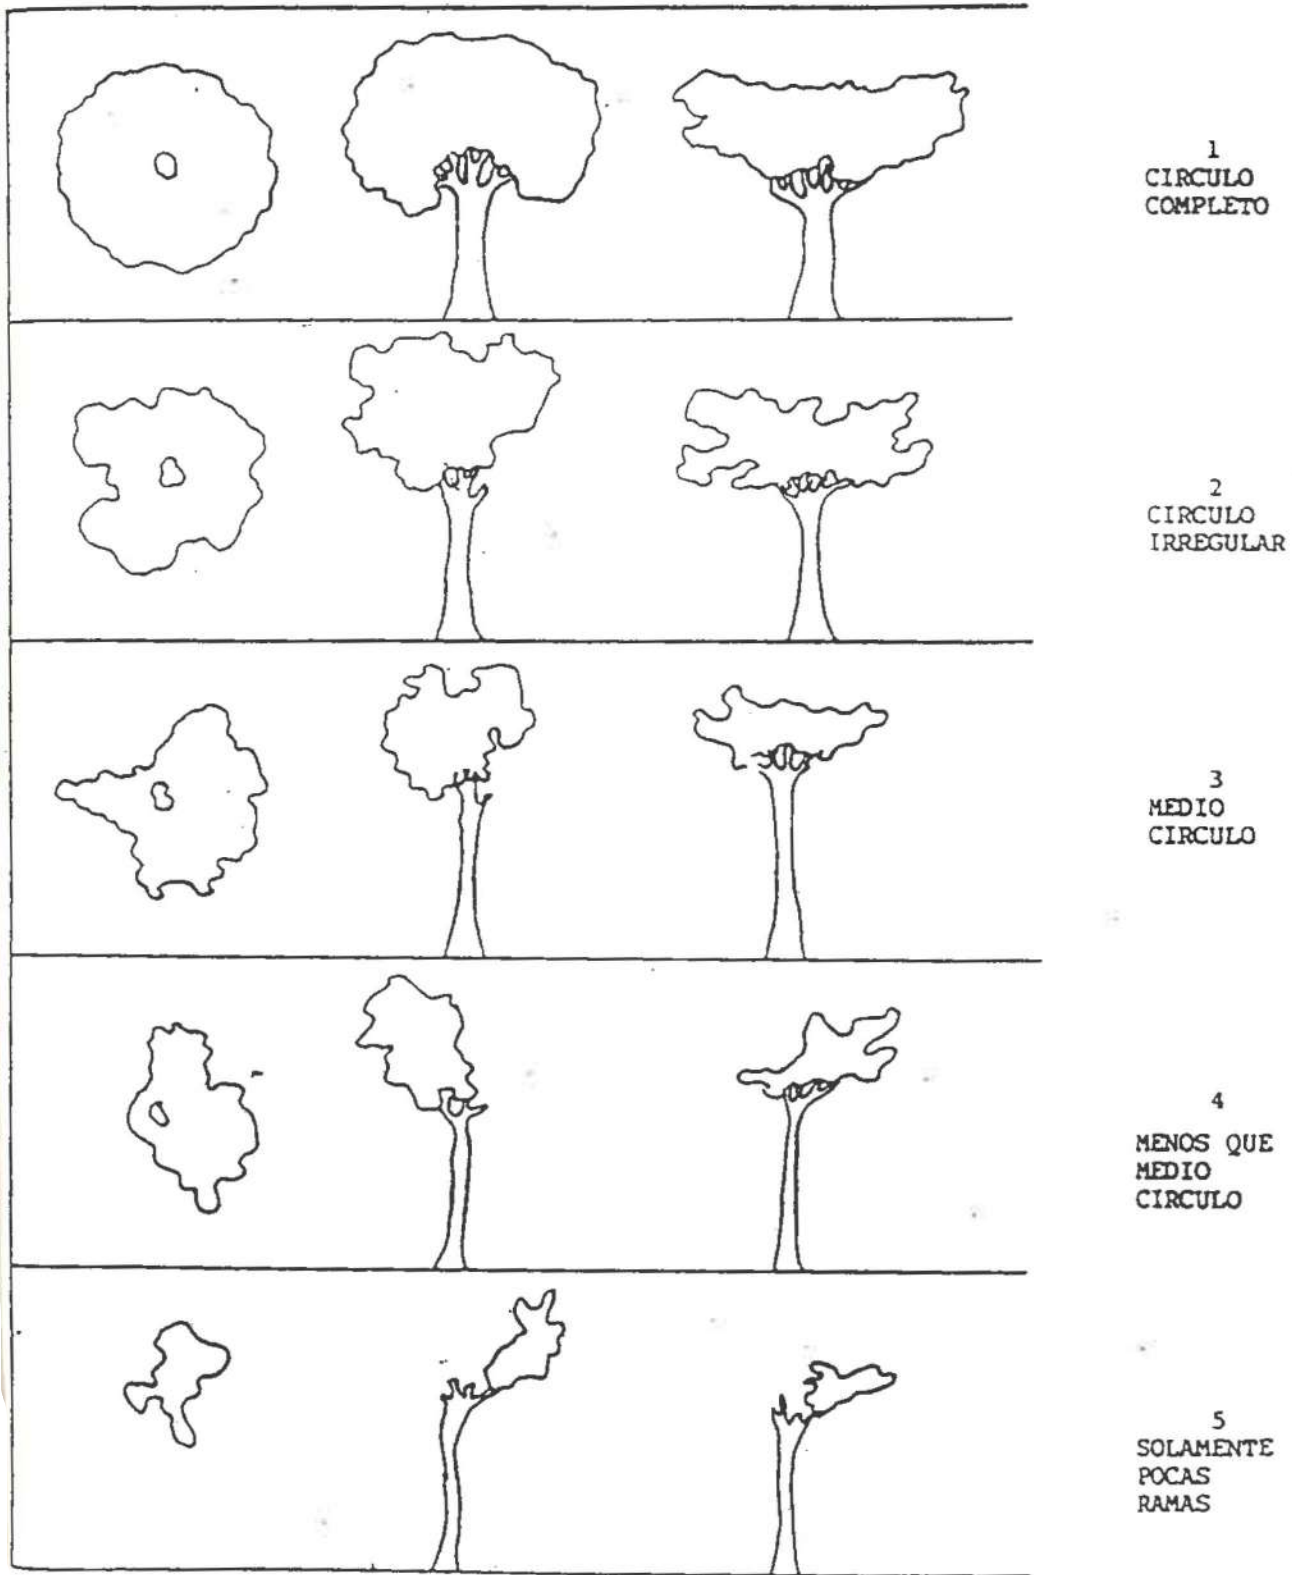 1
CIRCULO
COMPLETO
2
CIRCULO
IRREGULAR
3
MEDIO
CIRCULO
4
MENOS QUE
MEDIO
CIRCULO
5
SOLAMENTE
POCAS
RAMAS